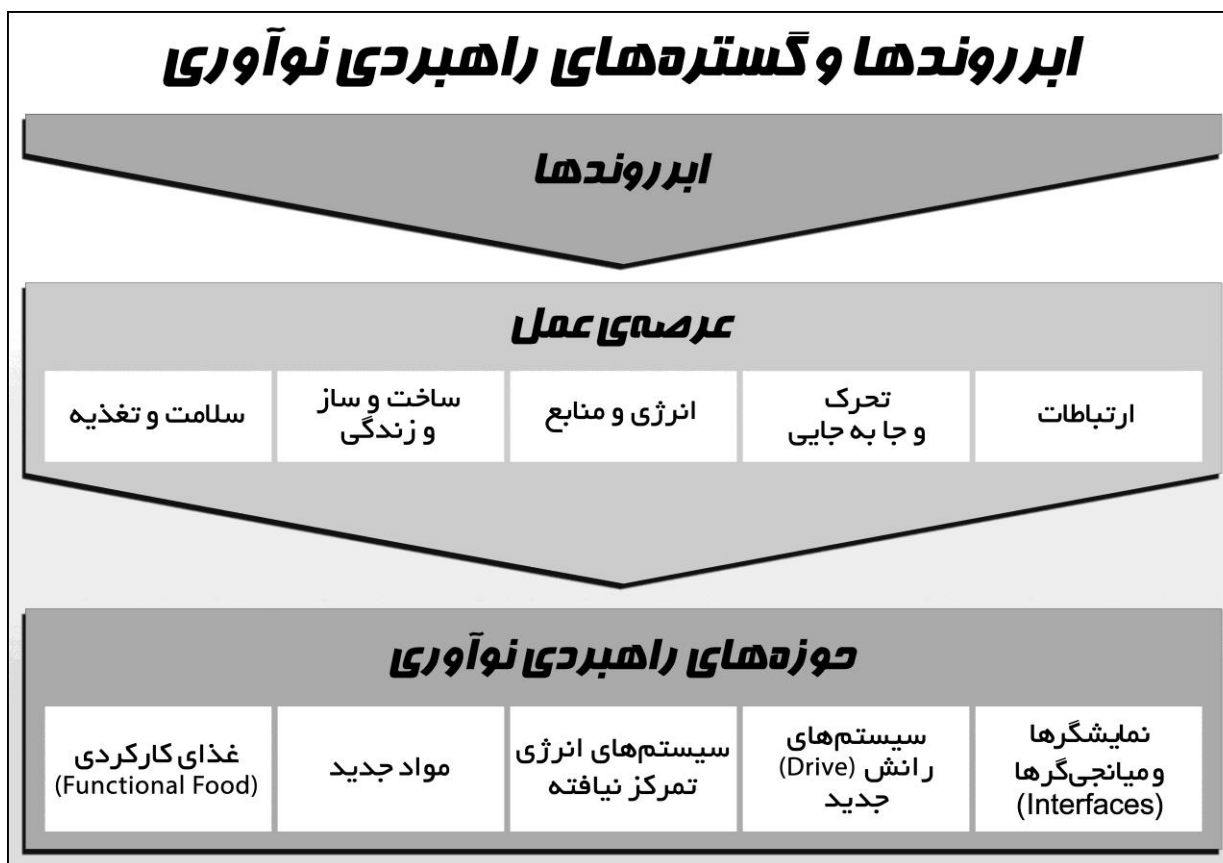 ابرروندها و گستره‌های راهبردی نوآوری
ابرروندها
عرصه‌ی عمل
ارتباطات
تحرک
و جا به جایی
انرژی و منابع
ساخت و ساز
و زندگی
سلامت و تغذیه
حوزه‌های راهبردی نوآوری
نمایشگرها
و میانجی‌گرها
(Interfaces)
سیستم‌های
رانش (Drive)
جدید
سیستم‌های انرژی
تمرکز نیافته
مواد جدید
غذای کارکردی
(Functional Food)